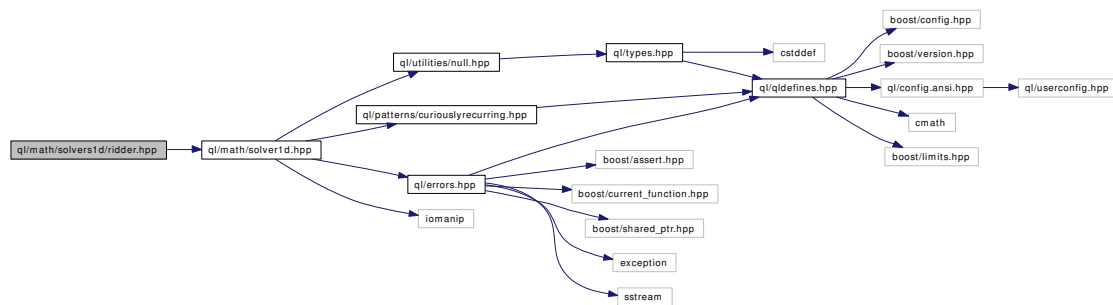 boost/config.hpp
ql/utilities/null.hpp
ql/types.hpp
cstddef
boost/version.hpp
ql/qldefines.hpp
ql/config.ansi.hpp
ql/userconfig.hpp
ql/patterns/curiouslyrecurring.hpp
cmath
ql/math/solvers1d/ridder.hpp
ql/math/solver1d.hpp
boost/assert.hpp
boost/limits.hpp
ql/errors.hpp
boost/current_function.hpp
iomanip
boost/shared_ptr.hpp
exception
sstream